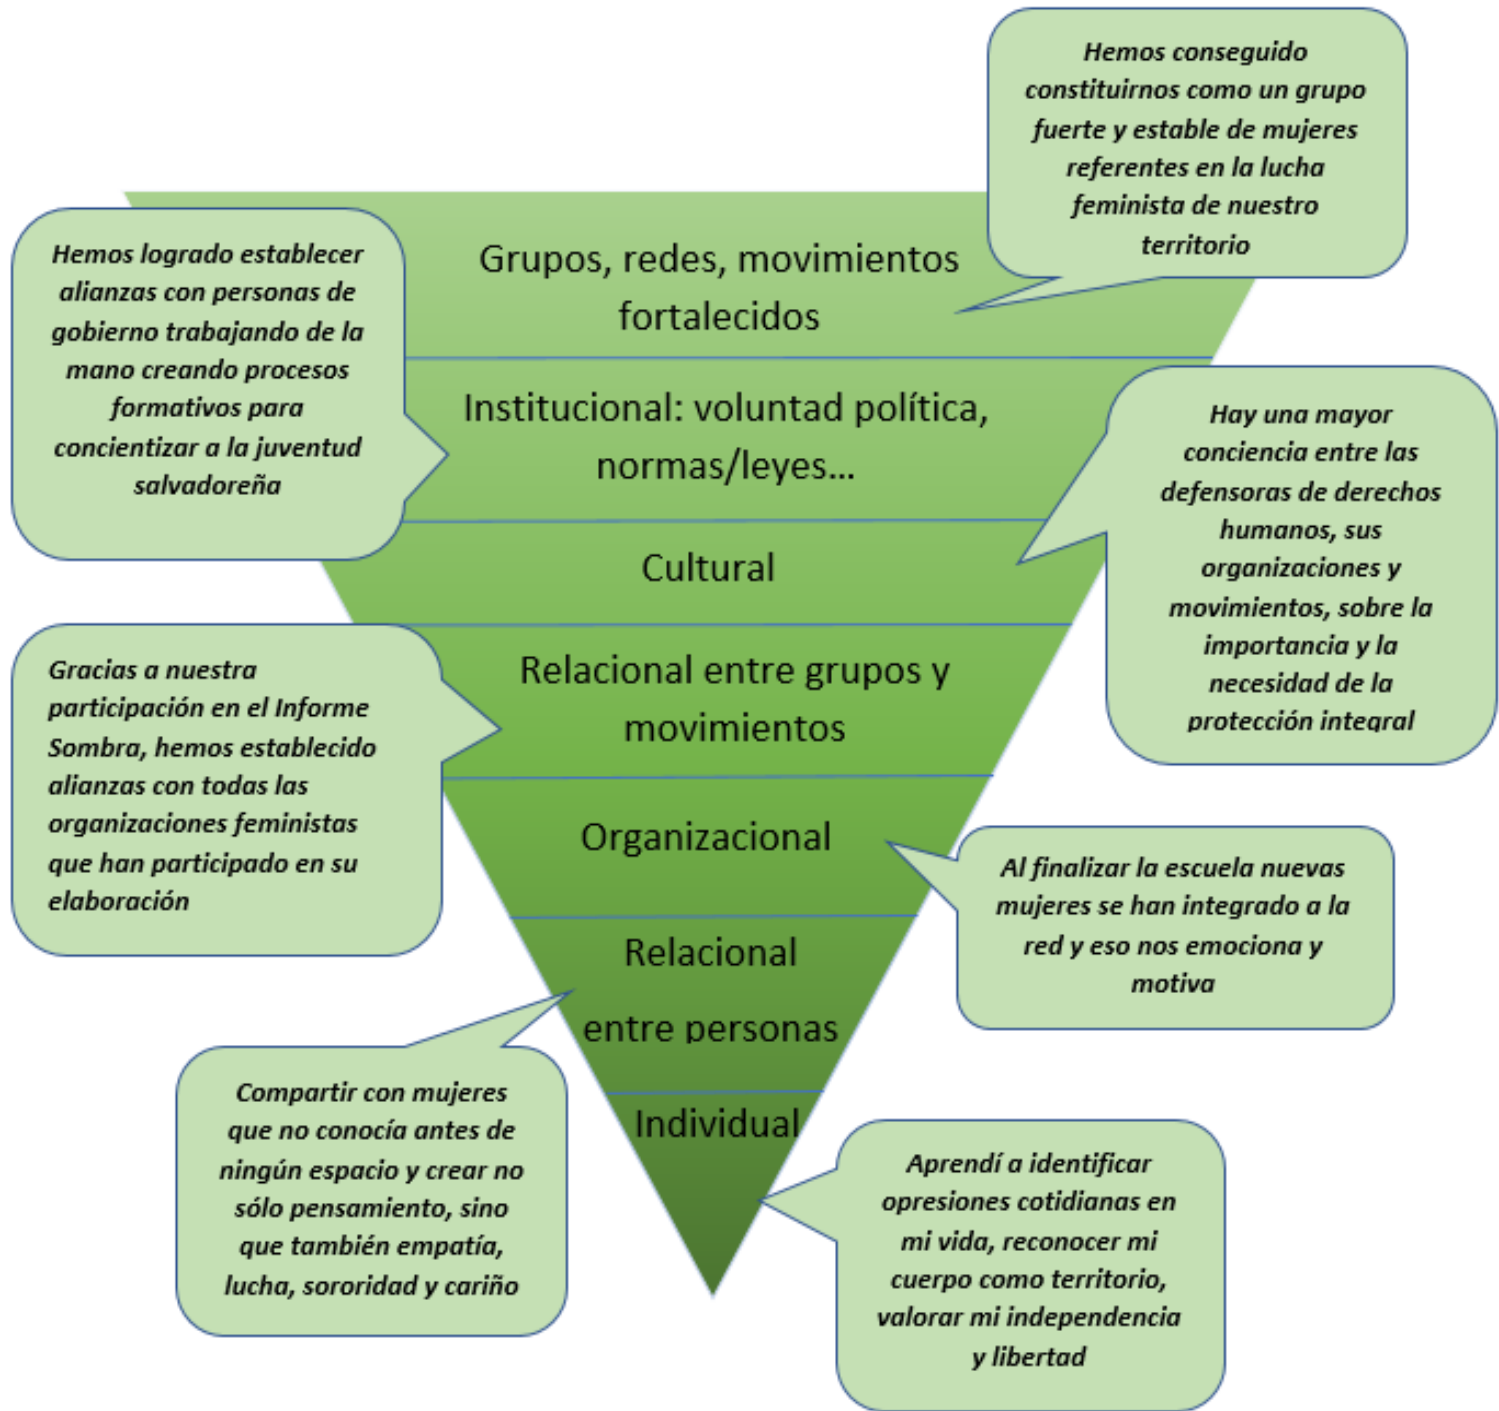 Hemos conseguido
constituirnos como un grupo
fuerte y estable de mujeres
referentes en la lucha
feminista de nuestro
territorio
Grupos, redes, movimientos
fortalecidos
Hemos logrado establecer
alianzas con personas de
gobierno trabajando de la
mano creando procesos
formativos para
concientizar a la juventud
salvadoreña
Institucional: voluntad política,
normas/leyes...
Hay una mayor
conciencia entre las
defensoras de derechos
humanos, sus
organizaciones y
movimientos, sobre la
importancia y la
necesidad de la
protección integral
Cultural
Gracias a nuestra
participación en el Informe
Sombra, hemos establecido
alianzas con todas las
organizaciones feministas
que han participado en su
elaboración
Relacional entre grupos y
movimientos
Organizacional
Al finalizar la escuela nuevas
mujeres se han integrado a la
red y eso nos emociona y
motiva
Relacional
entre personas
Compartir con mujeres
que no conocía antes de
ningún espacio y crear no
sólo pensamiento, sino
que también empatía,
lucha, sororidad y cariño
Individual
Aprendí a identificar
opresiones cotidianas en
mi vida, reconocer mi
cuerpo como territorio,
valorar mi independencia
y libertad